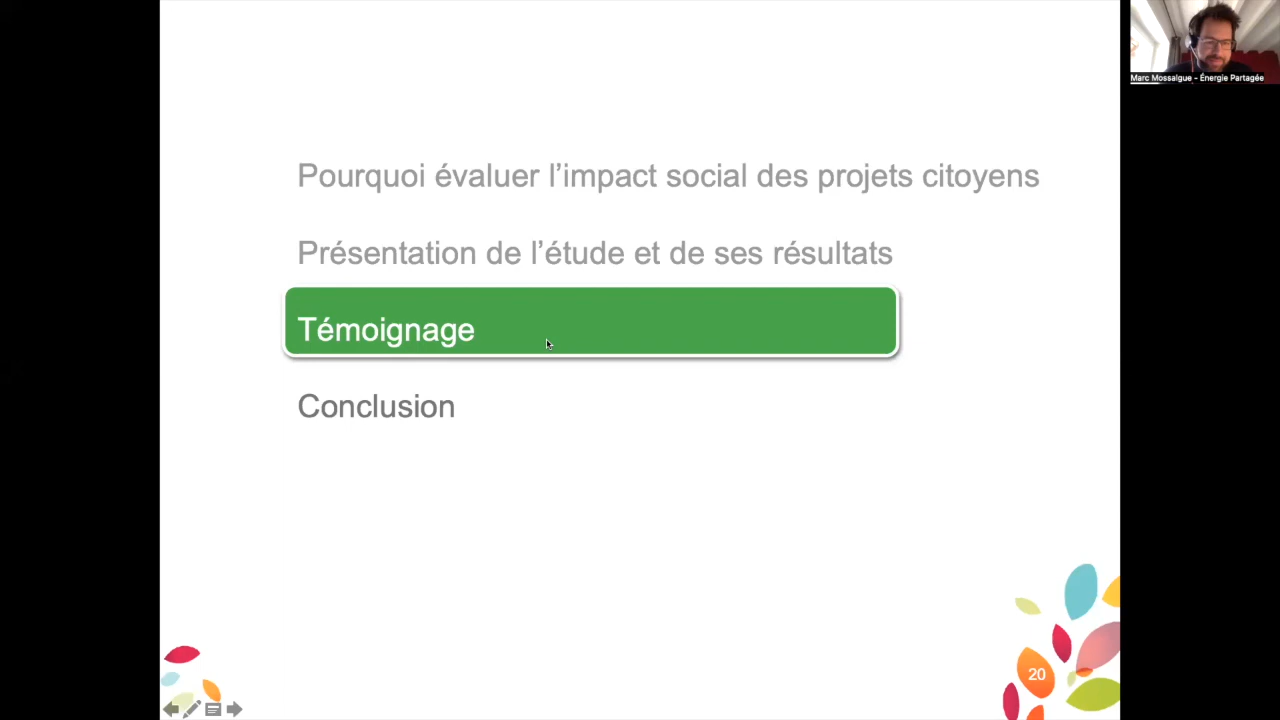 Marc Mossalgue - Énergie Partagée
Pourquoi évaluer l’impact social des projets citoyens
Présentation de l’étude et de ses résultats
Témoignage
Conclusion
20